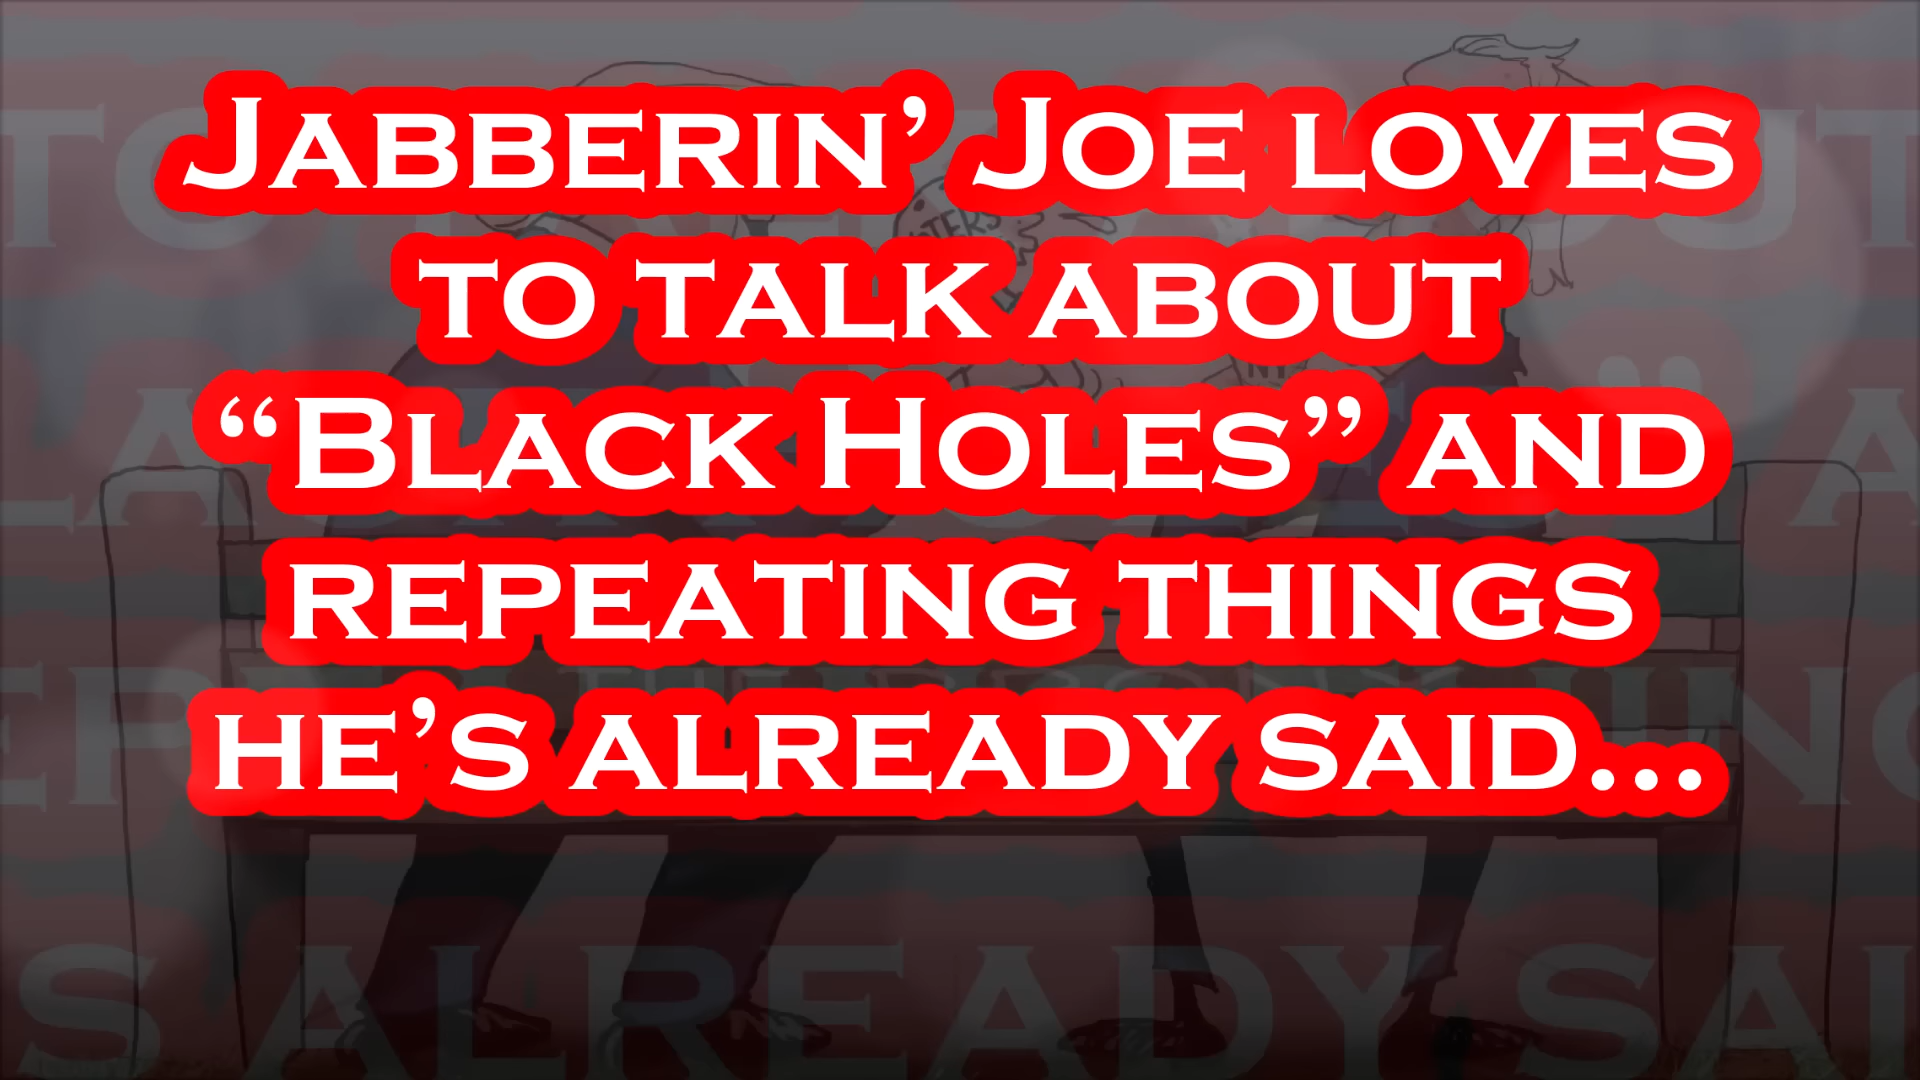 Jabberin’ Joe loves
to talk about
“Black Holes” and
repeating things
he’s already said...